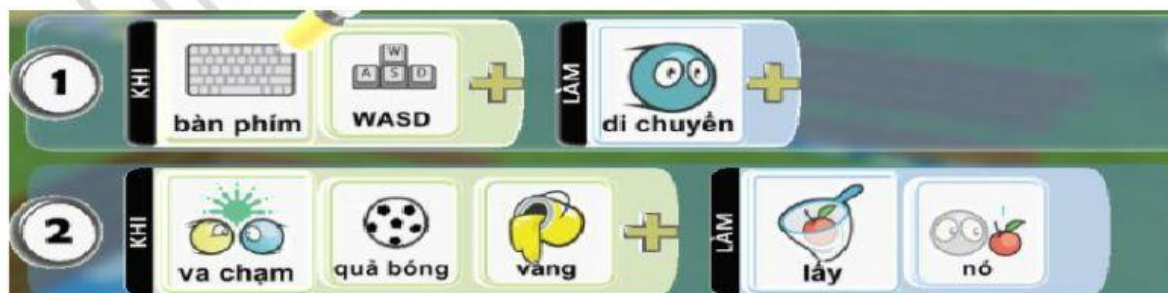 1 KHI bàn phím W A S D WASD LÀM di chuyển
2 KHI va chạm quả bóng vàng LÀM lấy nó